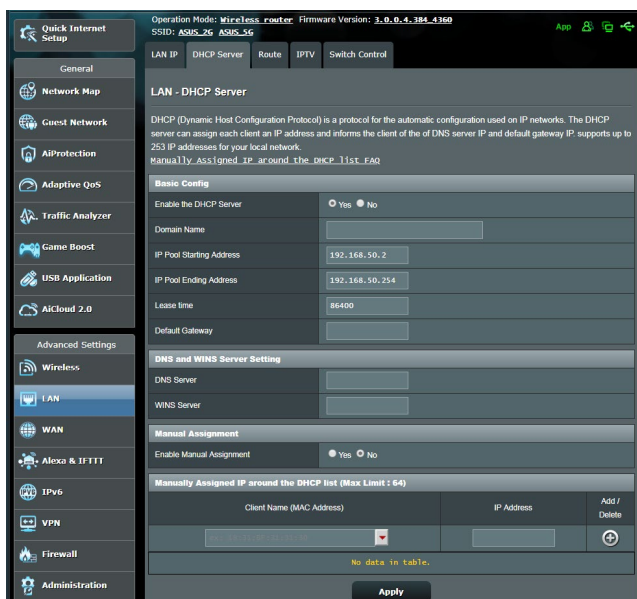 Quick Internet
Setup
General
Network Map
Guest Network
AiProtection
Adaptive QoS
Traffic Analyzer
Game Boost
USB Application
AiCloud 2.0
Advanced Settings
Wireless
LAN
WAN
Alexa & IFTTT
IPv6
VPN
Firewall
Administration
Operation Mode: Wireless router Firmware Version: 3.0.0.4.384_4360
SSID: ASUS_2G ASUS_5G
App
LAN IP DHCP Server Route IPTV Switch Control
LAN - DHCP Server
DHCP (Dynamic Host Configuration Protocol) is a protocol for the automatic configuration used on IP networks. The DHCP
server can assign each client an IP address and informs the client of the of DNS server IP and default gateway IP. supports up to
253 IP addresses for your local network.
Manually Assigned IP around the DHCP list FAQ
Basic Config
Enable the DHCP Server Yes No
Domain Name
IP Pool Starting Address 192.168.50.2
IP Pool Ending Address 192.168.50.254
Lease time 86400
Default Gateway
DNS and WINS Server Setting
DNS Server
WINS Server
Manual Assignment
Enable Manual Assignment Yes No
Manually Assigned IP around the DHCP list (Max Limit : 64)
Client Name (MAC Address) IP Address Add /
Delete
No data in table.
Apply